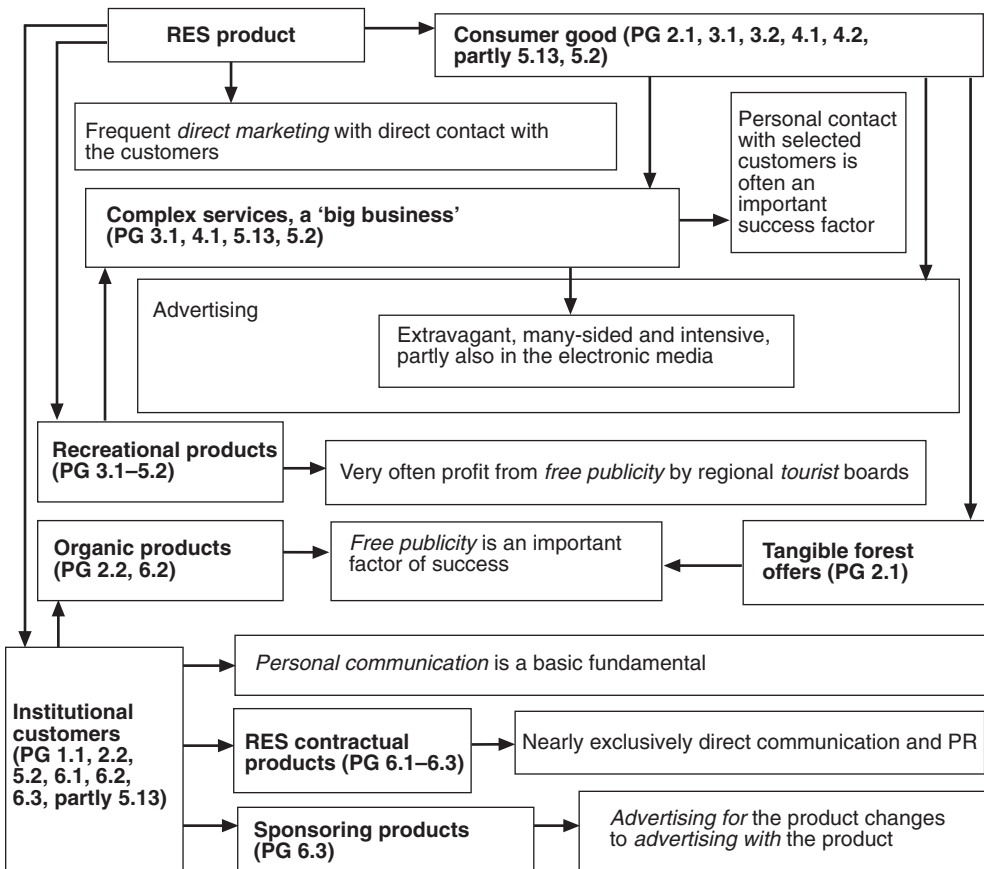 RES product
Consumer good (PG 2.1, 3.1, 3.2, 4.1, 4.2,
partly 5.13, 5.2)
Frequent direct marketing with direct contact with
the customers
Personal contact
with selected
customers is
often an
important
success factor
Complex services, a ‘big business’
(PG 3.1, 4.1, 5.13, 5.2)
Advertising
Extravagant, many-sided and intensive,
partly also in the electronic media
Recreational products
(PG 3.1–5.2)
Very often profit from free publicity by regional tourist boards
Organic products
(PG 2.2, 6.2)
Free publicity is an important
factor of success
Tangible forest
offers (PG 2.1)
Personal communication is a basic fundamental
Institutional
customers
(PG 1.1, 2.2,
5.2, 6.1, 6.2,
6.3, partly 5.13)
RES contractual
products (PG 6.1–6.3)
Nearly exclusively direct communication and PR
Sponsoring products
(PG 6.3)
Advertising for the product changes
to advertising with the product